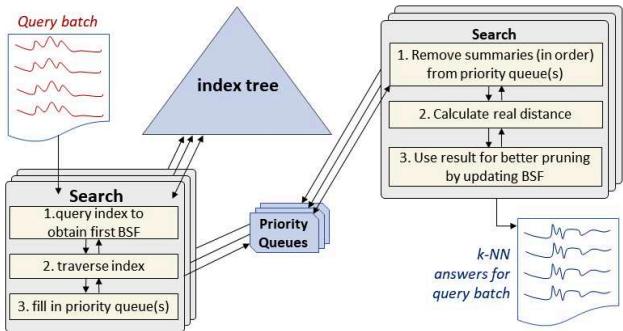 Query batch
index tree
Search
1.query index to
obtain first BSF
2. traverse index
3. fill in priority queue(s)
Priority
Queues
Search
1. Remove summaries (in order)
from priority queue(s)
2. Calculate real distance
3. Use result for better pruning
by updating BSF
k-NN
answers for
query batch